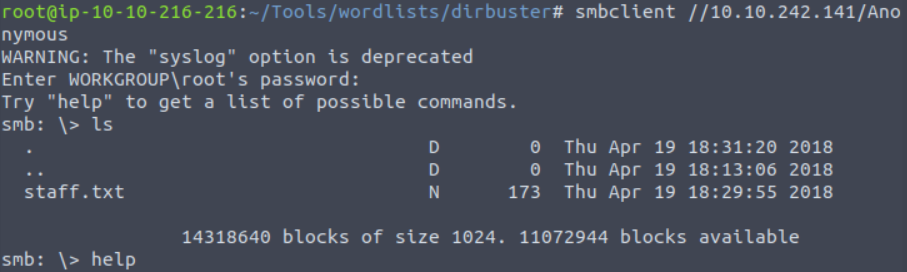 root@ip-10-10-216-216:~/Tools/wordlists/dirbuster# smbclient //10.10.242.141/Ano
nymous
WARNING: The "syslog" option is deprecated
Enter WORKGROUP\root's password:
Try "help" to get a list of possible commands.
smb: \> ls
  .                                   D        0  Thu Apr 19 18:31:20 2018
  ..                                  D        0  Thu Apr 19 18:13:06 2018
  staff.txt                           N      173  Thu Apr 19 18:29:55 2018
                14318640 blocks of size 1024. 11072944 blocks available
smb: \> help